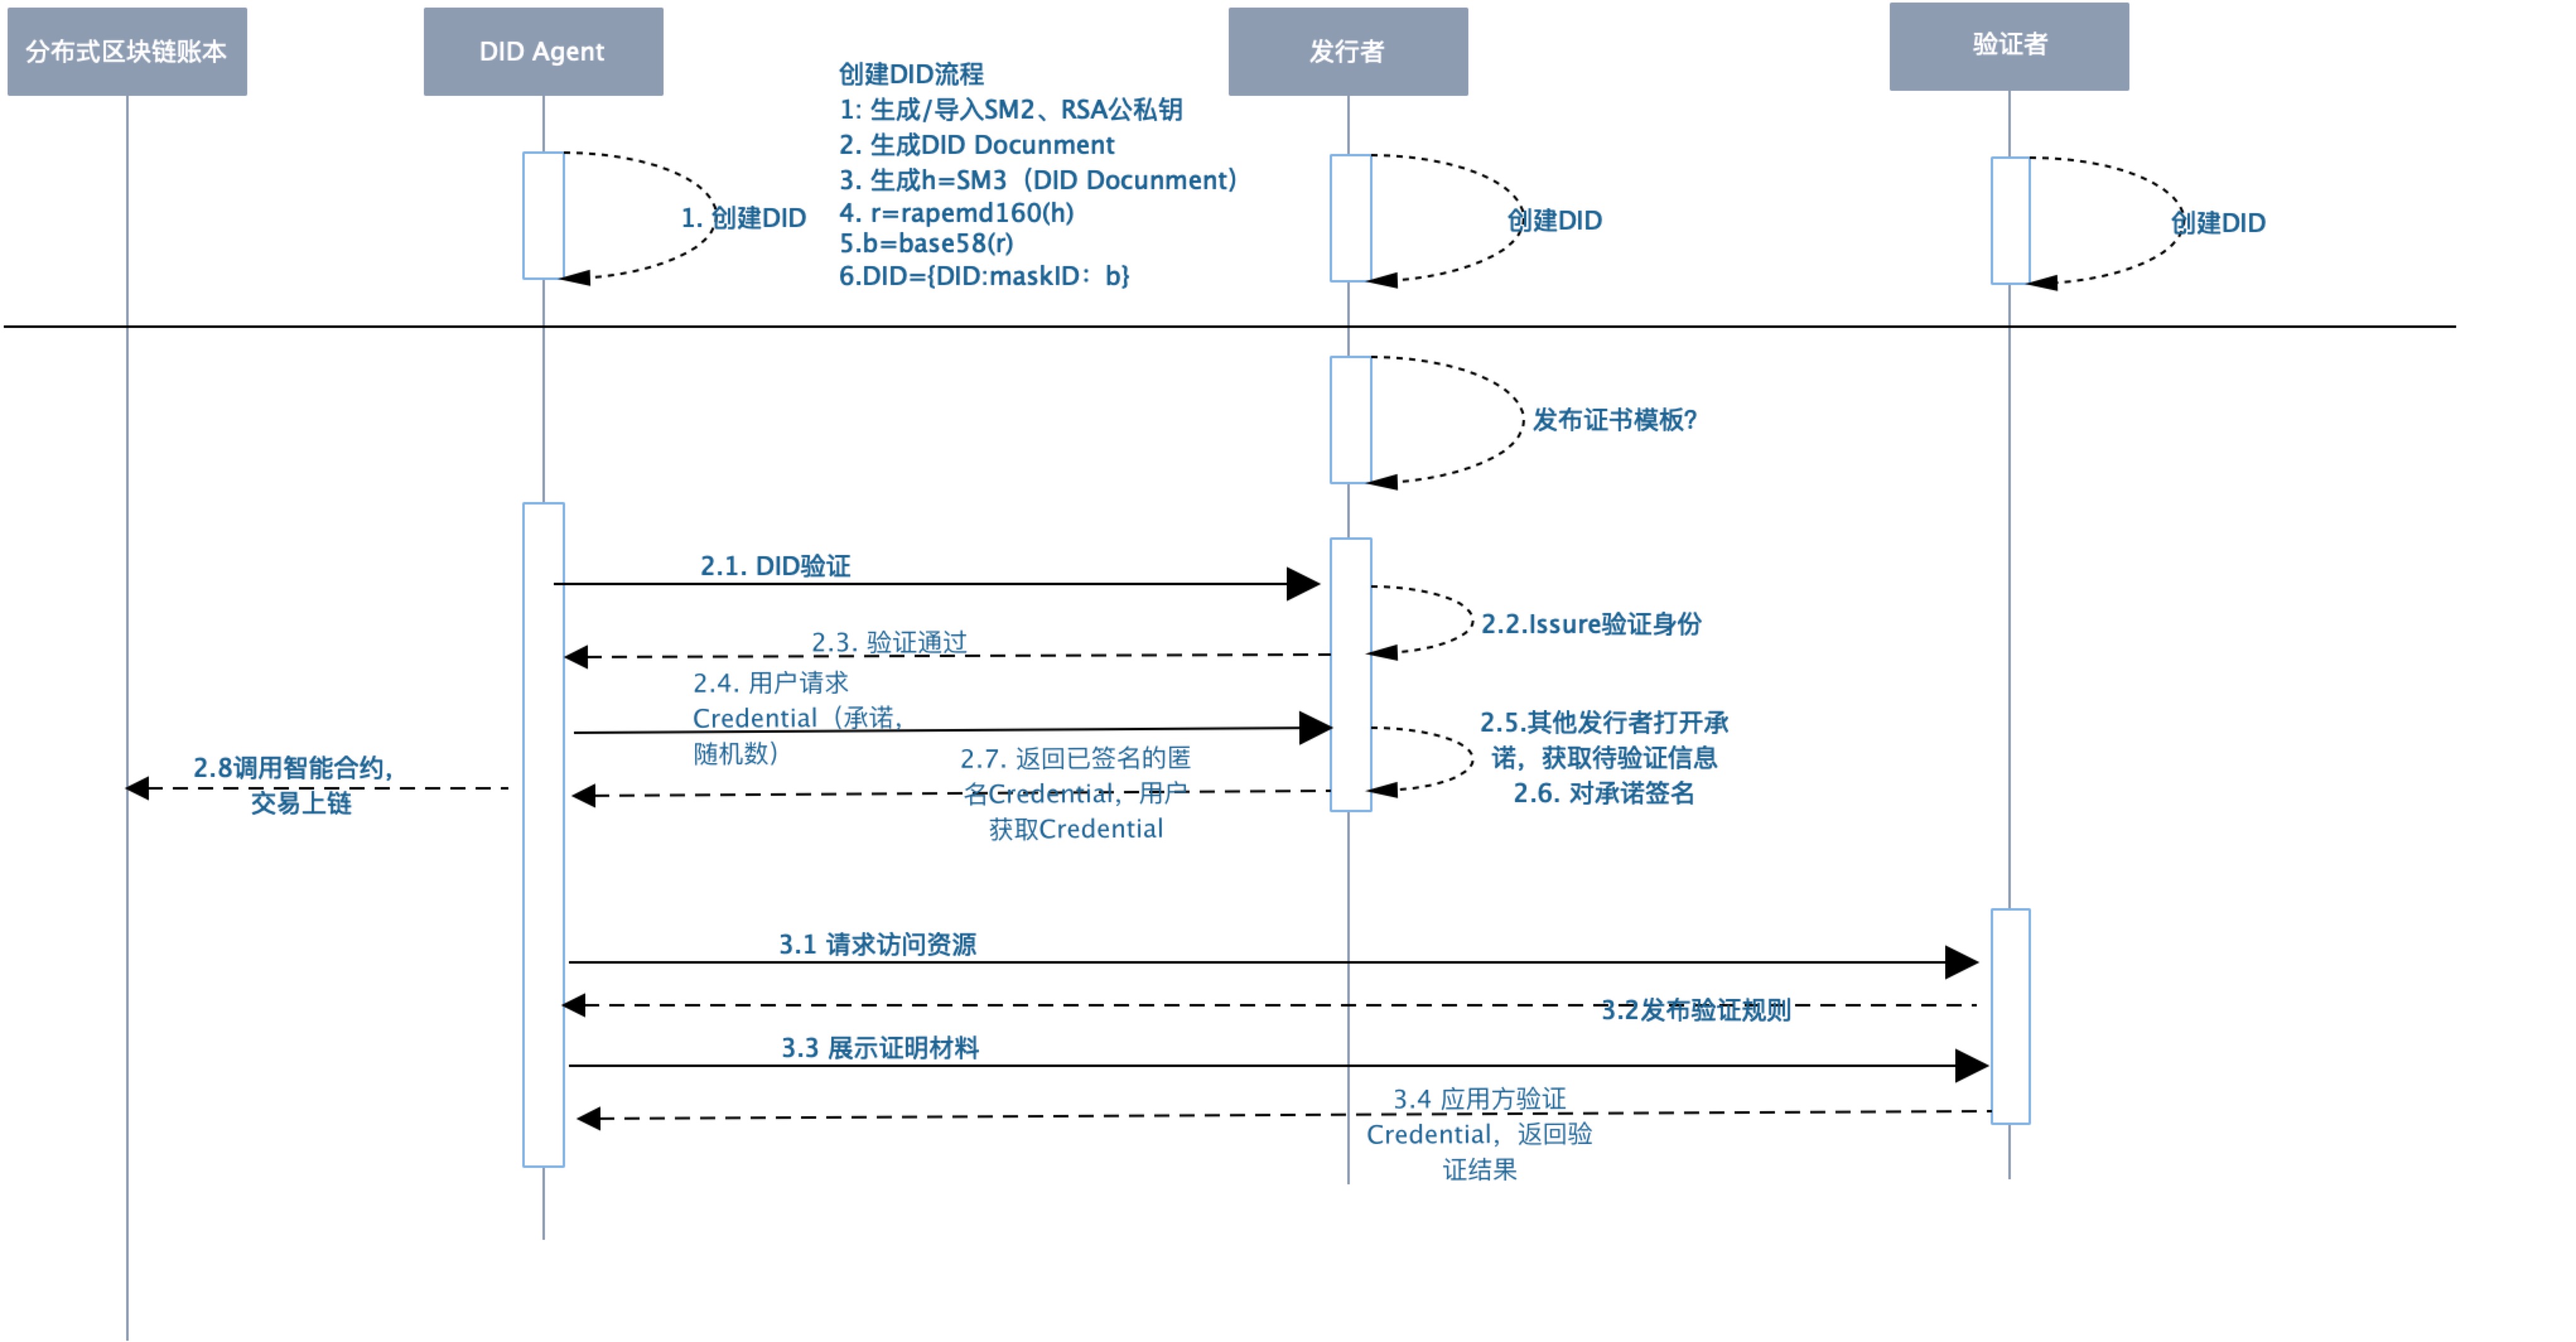 分布式区块链账本
DID Agent
发行者
验证者
创建DID流程
1: 生成/导入SM2、RSA公私钥
2. 生成DID Docunment
3. 生成h=SM3（DID Docunment）
4. r=rapemd160(h)
5.b=base58(r)
6.DID={DID:maskID：b}
1. 创建DID
创建DID
创建DID
发布证书模板?
2.1. DID验证
2.2.Issure验证身份
2.3. 验证通过
2.4. 用户请求
Credential（承诺,
随机数）
2.5.其他发行者打开承
诺，获取待验证信息
2.6. 对承诺签名
2.7. 返回已签名的匿
名Credential，用户
获取Credential
2.8调用智能合约,
交易上链
3.1 请求访问资源
3.2发布验证规则
3.3 展示证明材料
3.4 应用方验证
Credential，返回验
证结果